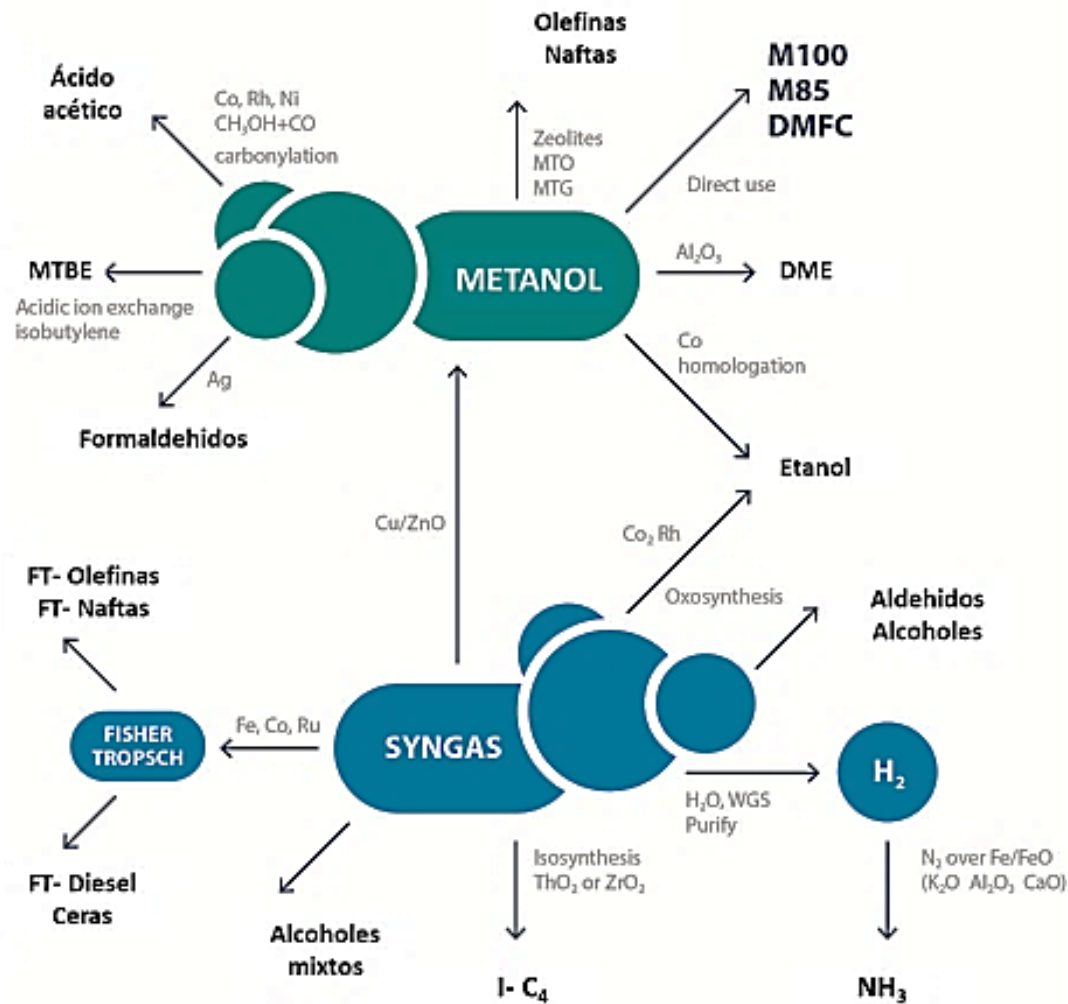 Olefinas
Naftas
M100
M85
DMFC
Ácido
acético
Co, Rh, Ni
CH₃OH+CO
carbonylation
Zeolites
MTO
MTG
Direct use
MTBE
Acidic ion exchange
isobutylene
METANOL
Al₂O₃
DME
Co
homologation
Ag
Formaldehidos
Etanol
Cu/ZnO
Co₂ Rh
FT- Olefinas
FT- Naftas
Oxosynthesis
Aldehidos
Alcoholes
FISHER
TROPSCH
Fe, Co, Ru
SYNGAS
H₂
H₂O, WGS
Purify
FT- Diesel
Ceras
Isosynthesis
ThO₂ or ZrO₂
N₂ over Fe/FeO
(K₂O Al₂O₃ CaO)
Alcoholes
mixtos
I- C₄
NH₃